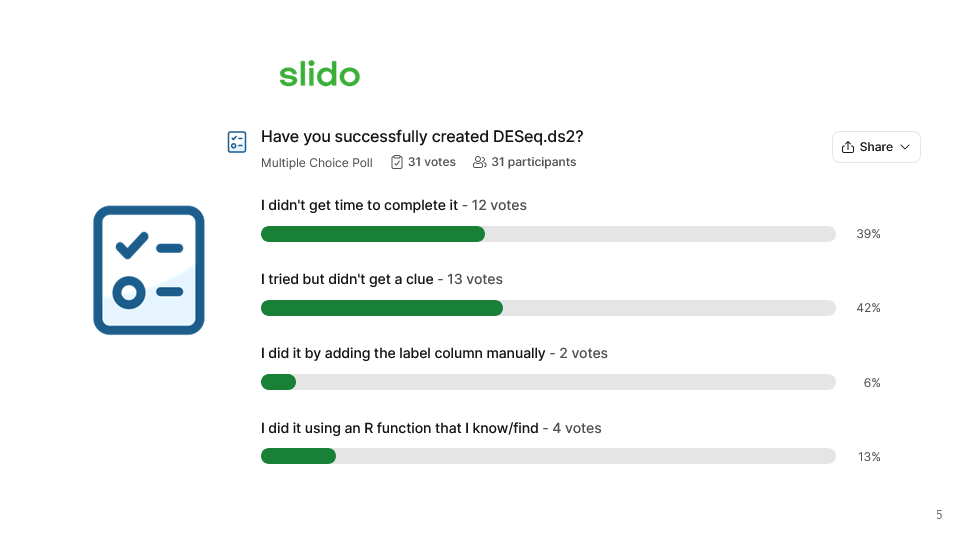 slido
Have you successfully created DESeq.ds2?
Share
Multiple Choice Poll 31 votes 31 participants
I didn't get time to complete it - 12 votes
39%
I tried but didn't get a clue - 13 votes
42%
I did it by adding the label column manually - 2 votes
6%
I did it using an R function that I know/find - 4 votes
13%
5